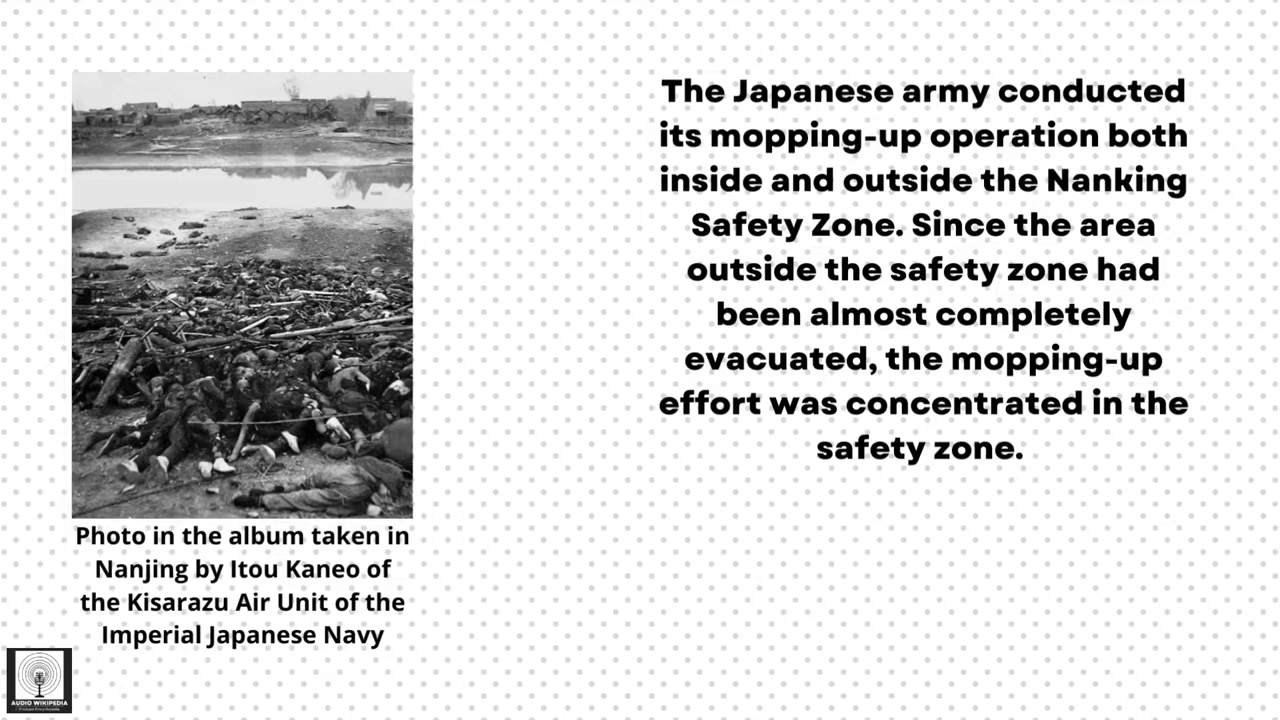 The Japanese army conducted
its mopping-up operation both
inside and outside the Nanking
Safety Zone. Since the area
outside the safety zone had
been almost completely
evacuated, the mopping-up
effort was concentrated in the
safety zone.
Photo in the album taken in
Nanjing by Itou Kaneo of
the Kisarazu Air Unit of the
Imperial Japanese Navy
AUDIO WIKIPEDIA